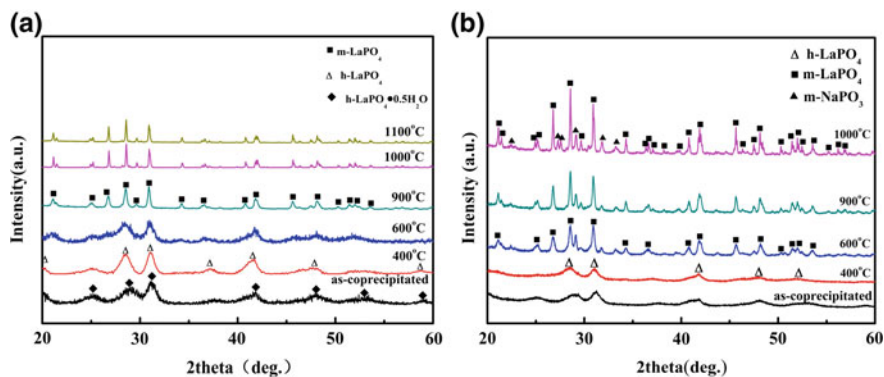 (a)
■ m-LaPO4
Δ h-LaPO4
◆ h-LaPO4●0.5H2O
1100°C
1000°C
900°C
600°C
400°C
as-coprecipitated
Intensity(a.u.)
20 30 40 50 60
2theta（deg.）
(b)
Δ h-LaPO4
■ m-LaPO4
▲ m-NaPO3
1000°C
900°C
600°C
400°C
as-coprecipitated
Intensity (a.u.)
20 30 40 50 60
2theta(deg.)